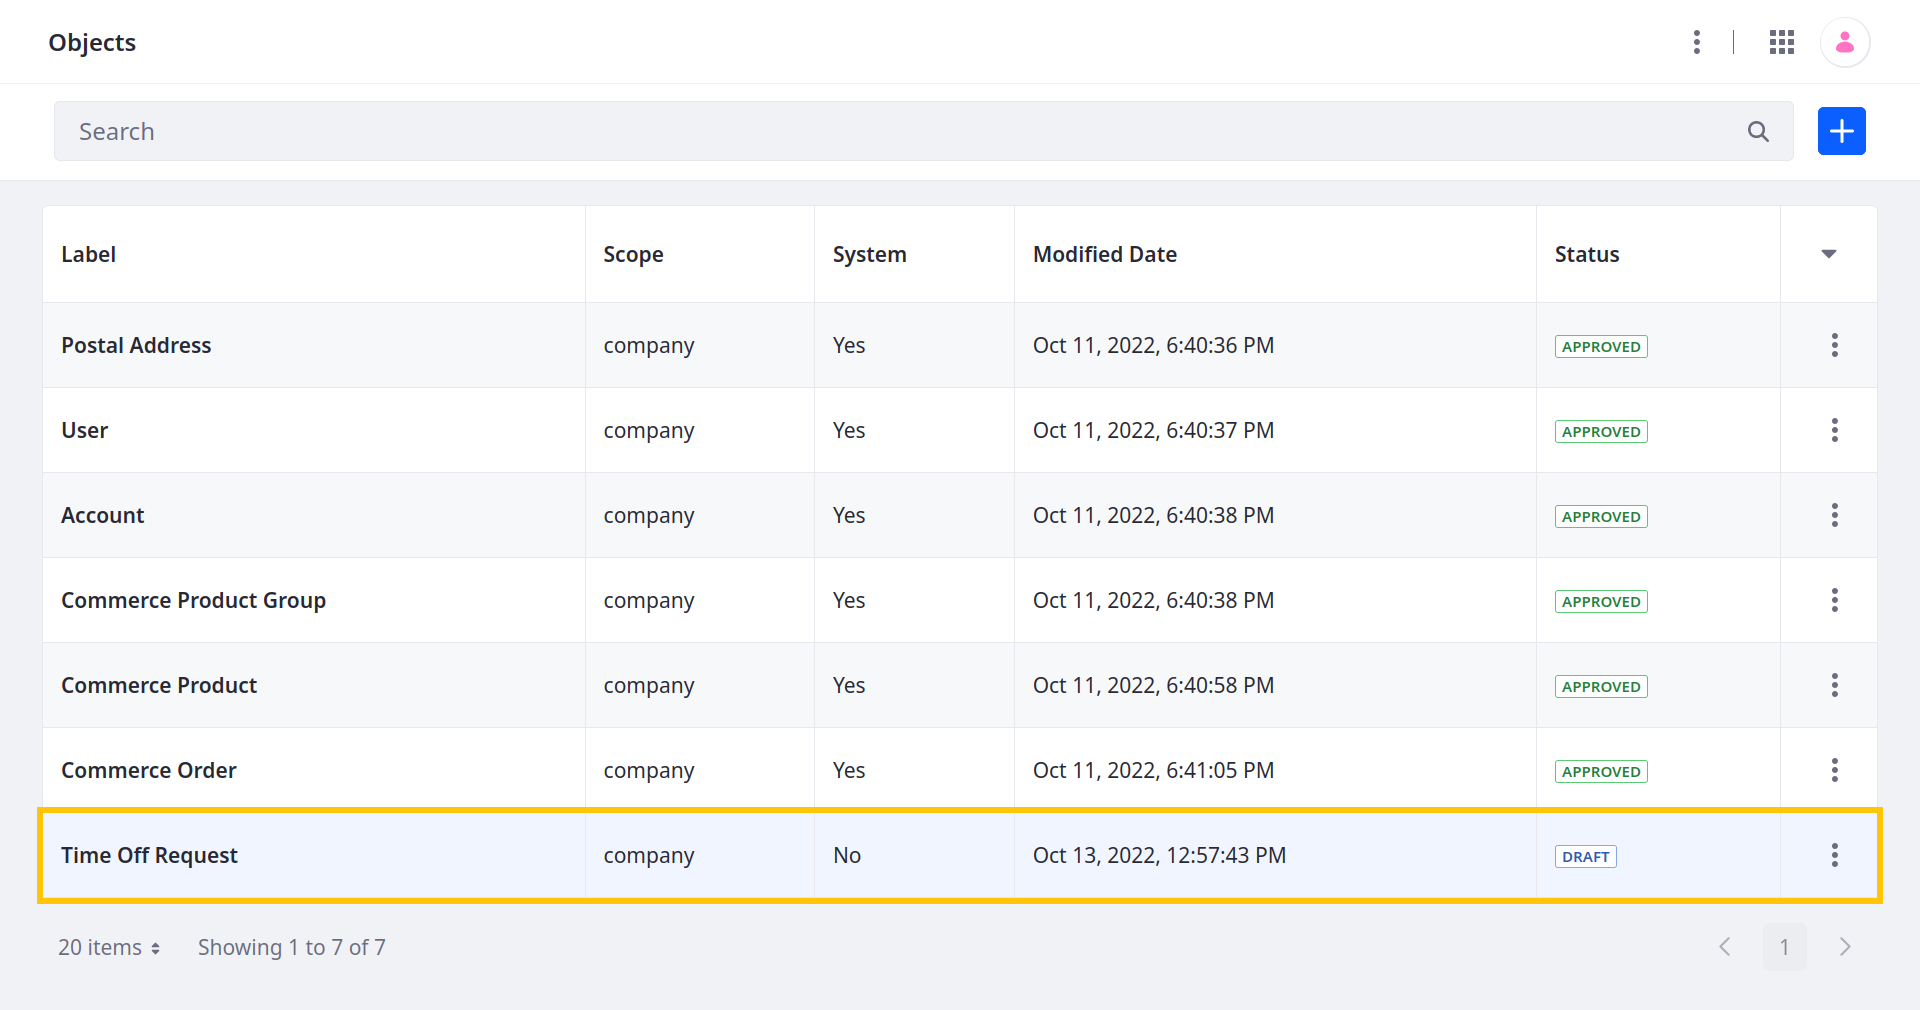 Objects
Search
Label Scope System Modified Date Status
Postal Address company Yes Oct 11, 2022, 6:40:36 PM APPROVED
User company Yes Oct 11, 2022, 6:40:37 PM APPROVED
Account company Yes Oct 11, 2022, 6:40:38 PM APPROVED
Commerce Product Group company Yes Oct 11, 2022, 6:40:38 PM APPROVED
Commerce Product company Yes Oct 11, 2022, 6:40:58 PM APPROVED
Commerce Order company Yes Oct 11, 2022, 6:41:05 PM APPROVED
Time Off Request company No Oct 13, 2022, 12:57:43 PM DRAFT
20 items Showing 1 to 7 of 7 1